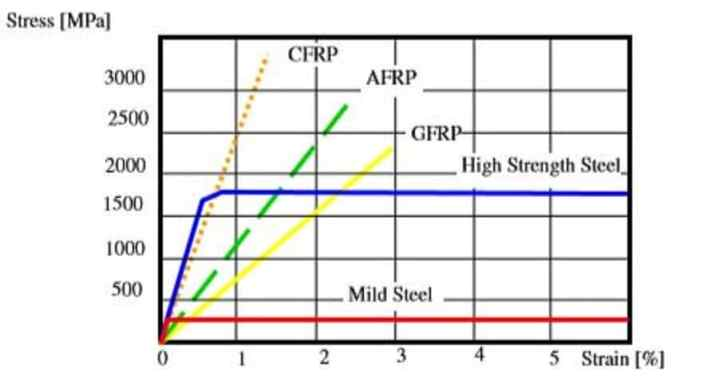 Stress [MPa]
CFRP
3000
AFRP
2500
GFRP
2000
High Strength Steel
1500
1000
500
Mild Steel
0 1 2 3 4 5 Strain [%]